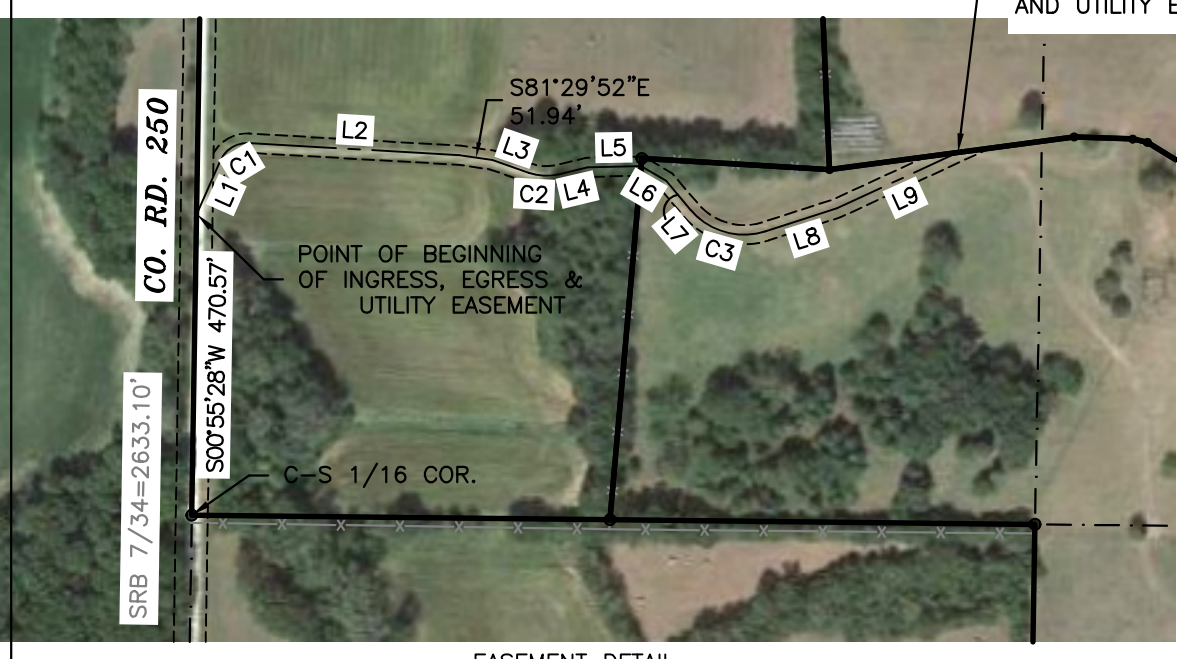 AND UTILITY E
S81°29'52"E
51.94'
L2
L3
L5
C1
L1
C2
L4
L6
L7
C3
L8
L9
CO. RD. 250
POINT OF BEGINNING
OF INGRESS, EGRESS &
UTILITY EASEMENT
S00°55'28"W 470.57'
SRB 7/34=2633.10'
C-S 1/16 COR.
EASEMENT DETAIL